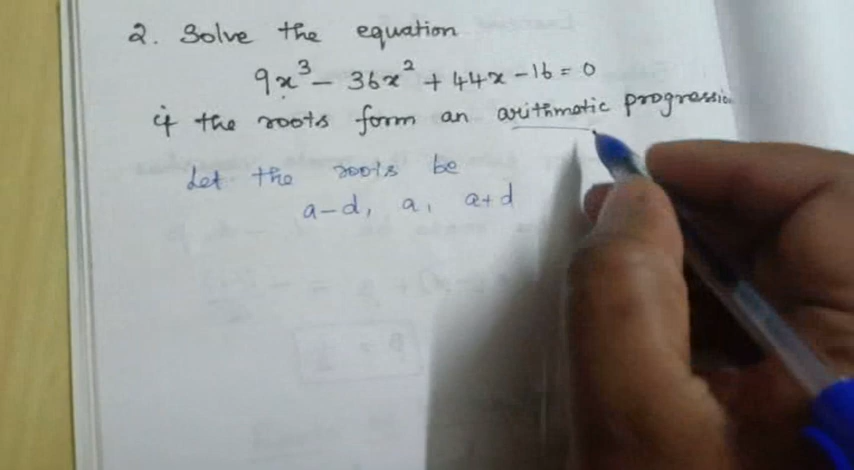 2. Solve the equation
9x³ - 36x² + 44x - 16 = 0
if the roots form an arithmatic progressio
Let the roots be
a-d, a, a+d